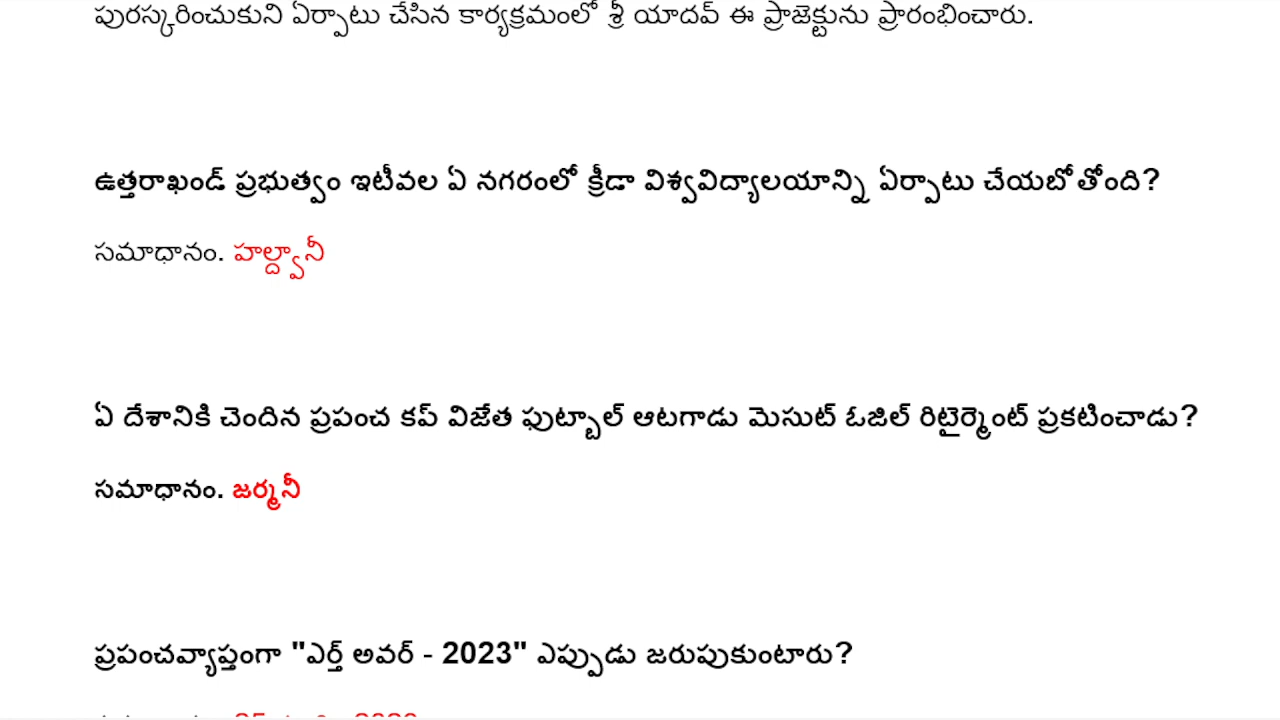 పురస్కరించుకుని ఏర్పాటు చేసిన కార్యక్రమంలో శ్రీ యాదవ్ ఈ ప్రాజెక్టును ప్రారంభించారు.
ఉత్తరాఖండ్ ప్రభుత్వం ఇటీవల ఏ నగరంలో క్రీడా విశ్వవిద్యాలయాన్ని ఏర్పాటు చేయబోతోంది?
సమాధానం. హల్ద్వానీ
ఏ దేశానికి చెందిన ప్రపంచ కప్ విజేత ఫుట్బాల్ ఆటగాడు మెసుట్ ఓజిల్ రిటైర్మెంట్ ప్రకటించాడు?
సమాధానం. జర్మనీ
ప్రపంచవ్యాప్తంగా "ఎర్త్ అవర్ - 2023" ఎప్పుడు జరుపుకుంటారు?